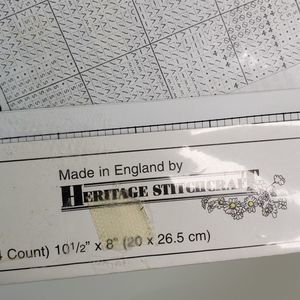 Made in England by
HERITAGE STITCHCRAFT
Count) 10½" x 8" (20 x 26.5 cm)